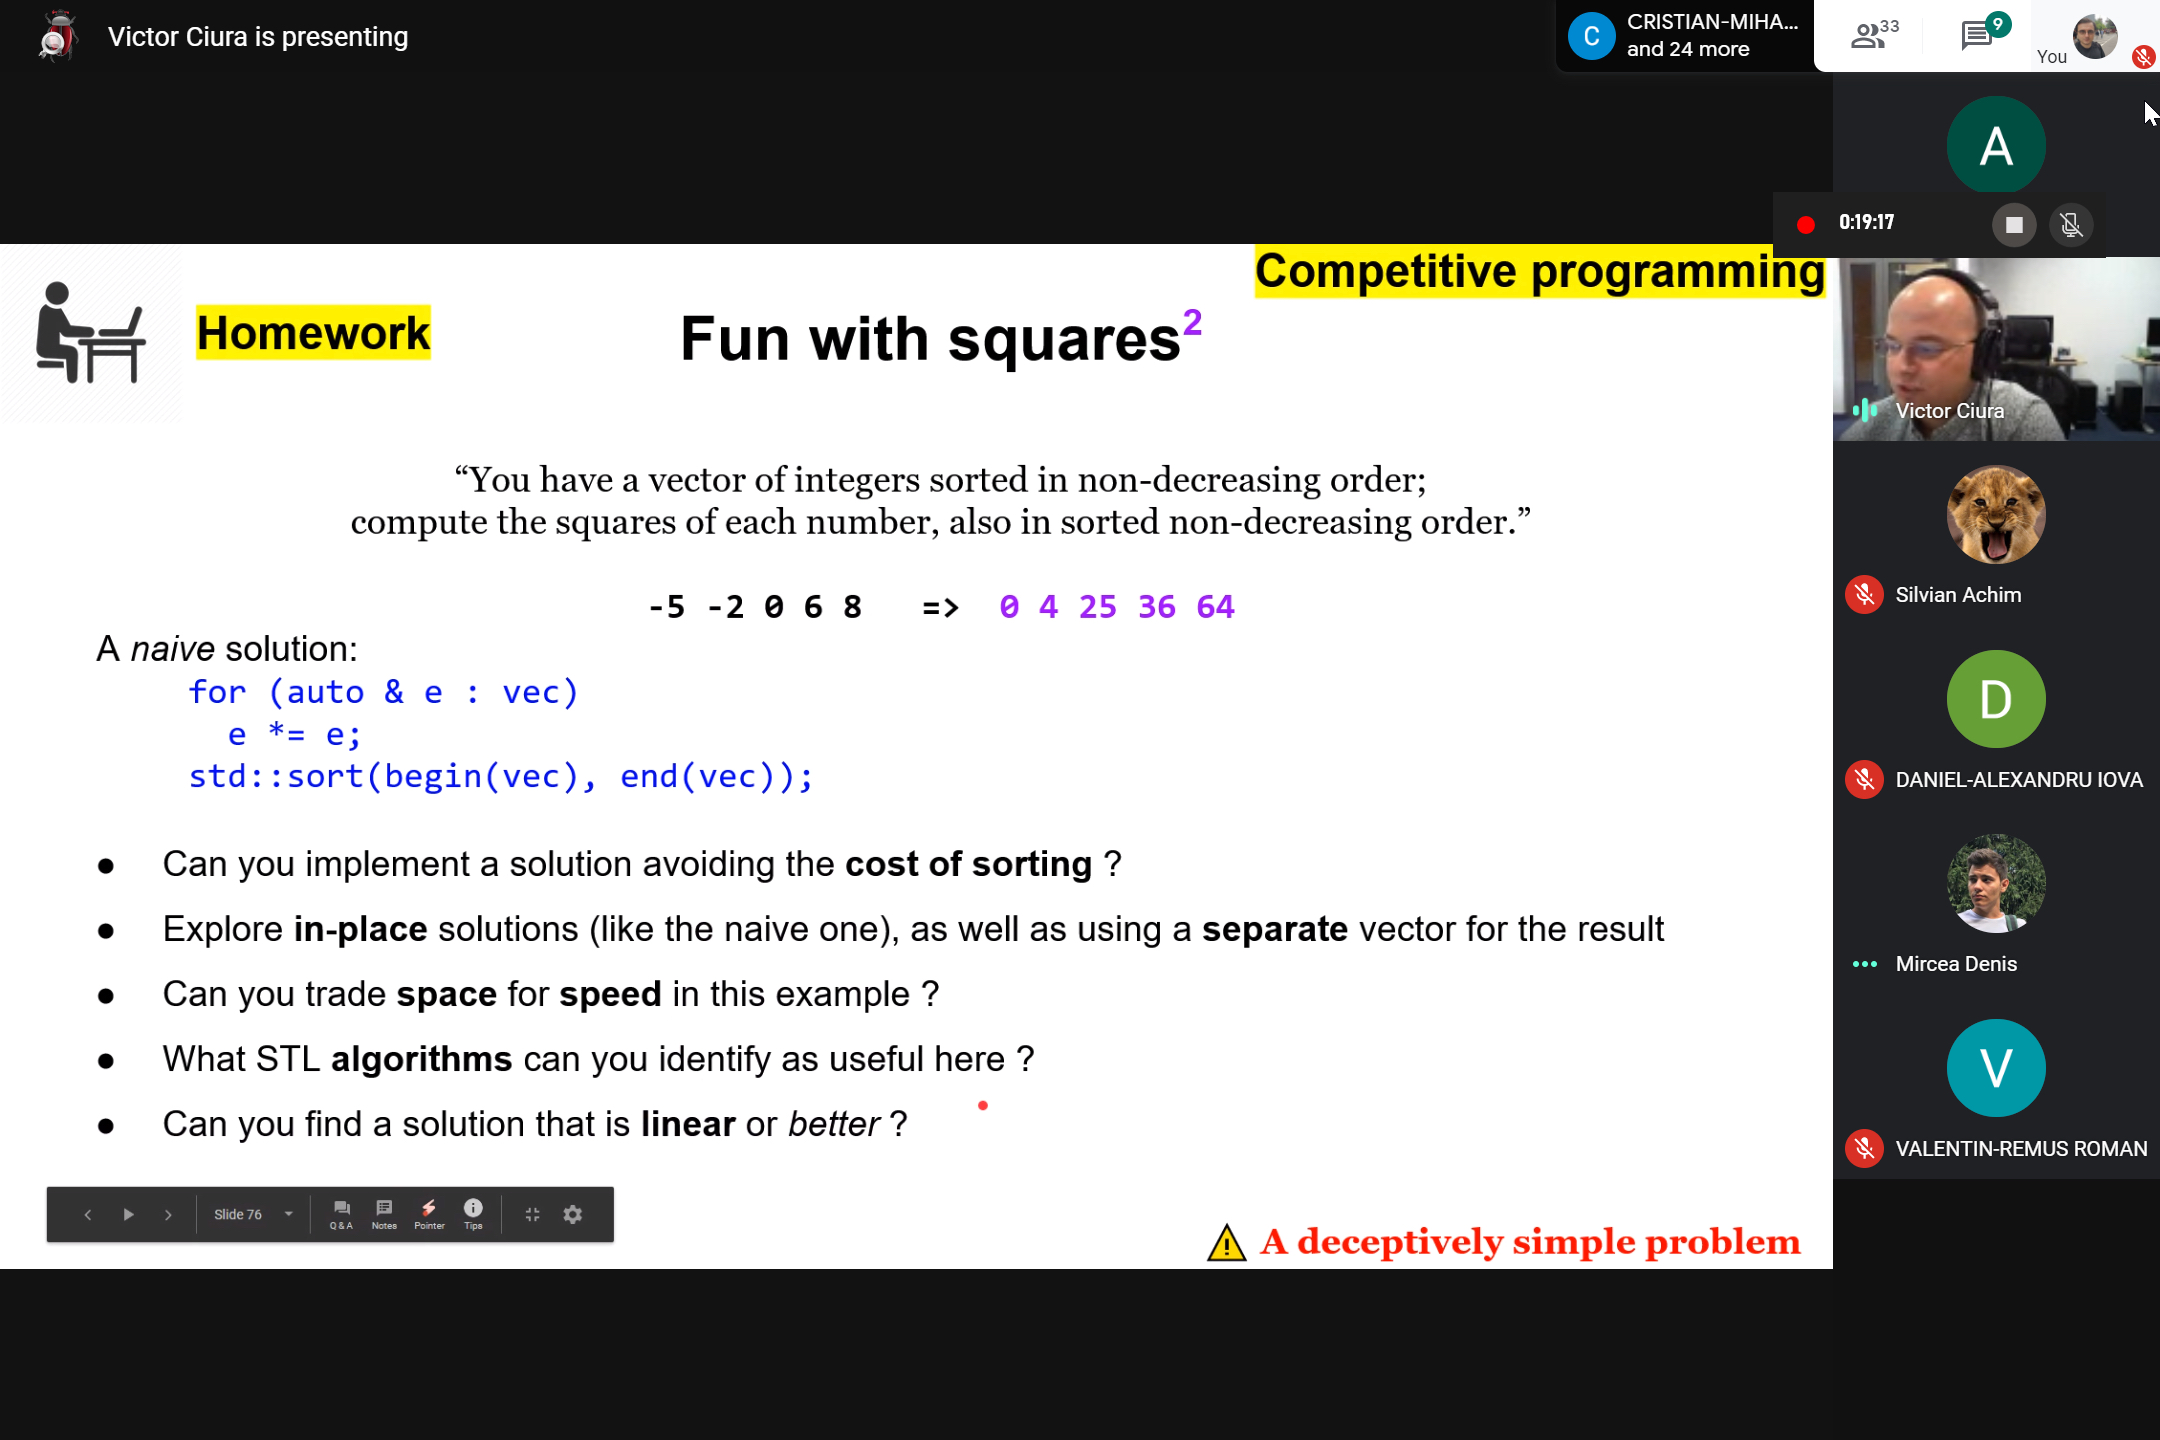 Victor Ciura is presenting
C
CRISTIAN-MIHA...
and 24 more
33
9
You
A
0:19:17
Competitive programming
Homework
Fun with squares²
“You have a vector of integers sorted in non-decreasing order;
compute the squares of each number, also in sorted non-decreasing order.”
-5 -2 0 6 8 => 0 4 25 36 64
A naive solution:
for (auto & e : vec)
e *= e;
std::sort(begin(vec), end(vec));
● Can you implement a solution avoiding the cost of sorting ?
● Explore in-place solutions (like the naive one), as well as using a separate vector for the result
● Can you trade space for speed in this example ?
● What STL algorithms can you identify as useful here ?
● Can you find a solution that is linear or better ?
Slide 76
Q & A
Notes
Pointer
Tips
A deceptively simple problem
Victor Ciura
Silvian Achim
D
DANIEL-ALEXANDRU IOVA
Mircea Denis
V
VALENTIN-REMUS ROMAN